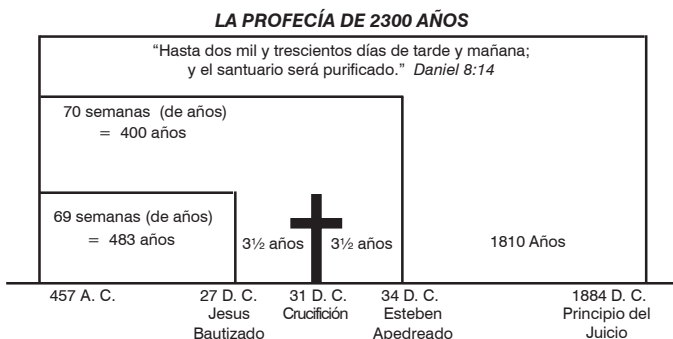 LA PROFECÍA DE 2300 AÑOS
“Hasta dos mil y trescientos días de tarde y mañana;
y el santuario será purificado.” Daniel 8:14
70 semanas (de años)
= 400 años
69 semanas (de años)
= 483 años
3½ años
3½ años
1810 Años
457 A. C.
27 D. C.
Jesus
Bautizado
31 D. C.
Crucifición
34 D. C.
Esteben
Apedreado
1884 D. C.
Principio del
Juicio